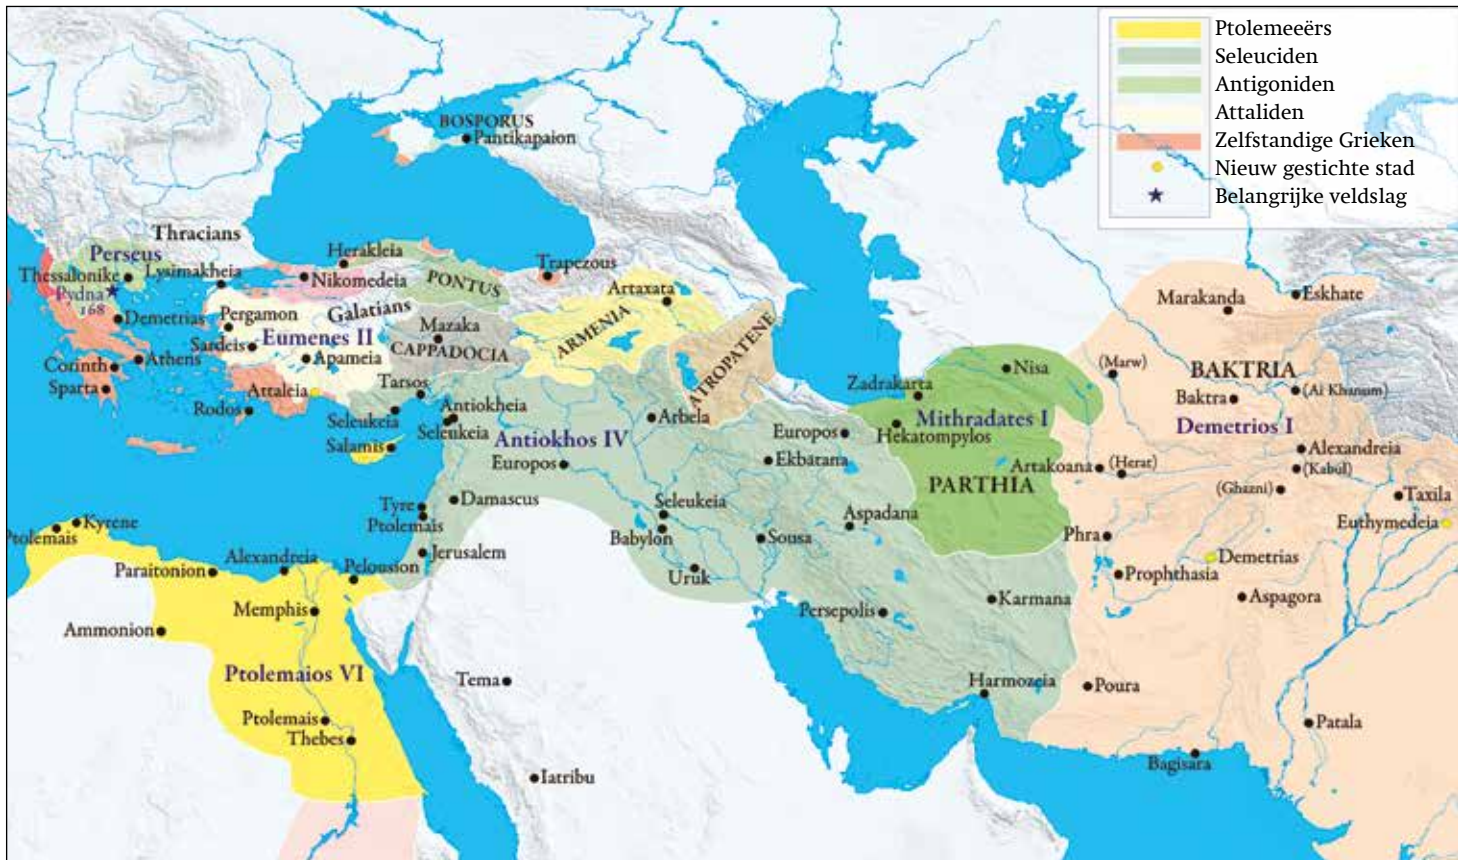 Ptolemeeërs
Seleuciden
Antigoniden
Attaliden
Zelfstandige Grieken
Nieuw gestichte stad
Belangrijke veldslag
BOSPORUS
Pantikapaion
Thracians
Perseus
Herakleia
Thessalonike
Lysimakheia
Nikomedeia
PONTUS
Trapezous
Pydna
168
Artaxata
Eskhate
Marakanda
Demetrias
Pergamon
Galatians
Mazaka
ARMENIA
Sardeis
Eumenes II
CAPPADOCIA
ATROPATENE
Corinth
Athens
Apameia
Nisa
(Marw)
BAKTRIA
Sparta
Attaleia
Tarsos
Zadrakarta
(Ai Khanum)
Baktra
Rodos
Seleukeia
Antiokheia
Arbela
Mithradates I
Seleukeia
Antiokhos IV
Europos
Hekatompylos
Demetrios I
Salamis
Europos
Ekbatana
Artakoana
(Herat)
Alexandreia
(Kabul)
PARTHIA
(Ghazni)
Taxila
Tyre
Damascus
Seleukeia
Ptolemais
Kyrene
Ptolemais
Babylon
Aspadana
Euthymedeia
Sousa
Phra
Alexandreia
Jerusalem
Demetrias
Paraitonion
Pelousion
Uruk
Prophthasia
Memphis
Persepolis
Karmana
Aspagora
Ammonion
Ptolemaios VI
Tema
Harmozeia
Poura
Ptolemais
Patala
Thebes
Bagisara
Iatribu